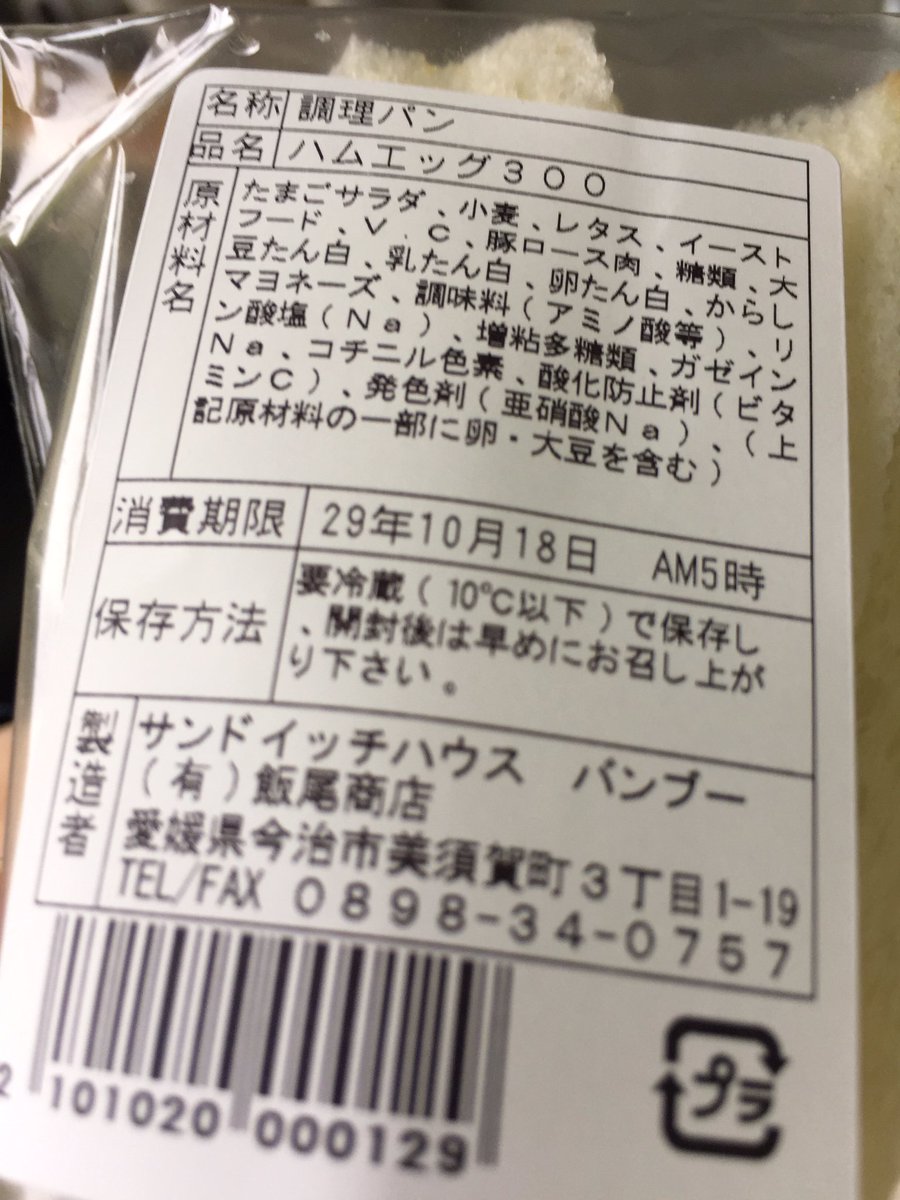 名称 調理パン
品名 ハムエッグ300
原材料名 たまごサラダ、小麦、レタス、イースト
フード、V.C、豚ロース肉、糖類、大
豆たん白、乳たん白、卵たん白、からし
マヨネーズ、調味料(アミノ酸等)、リ
ン酸塩(Na)、増粘多糖類、ガゼイン
Na、コチニル色素、酸化防止剤(ビタ
ミンC)、発色剤(亜硝酸Na)、(上
記原材料の一部に卵・大豆を含む)
消費期限 29年10月18日 AM5時
保存方法 要冷蔵(10℃以下)で保存し
、開封後は早めにお召し上が
り下さい。
製造者 サンドイッチハウス バンブー
(有)飯尾商店
愛媛県今治市美須賀町3丁目1-19
TEL/FAX 0898-34-0757
2 101020 000129
プラ